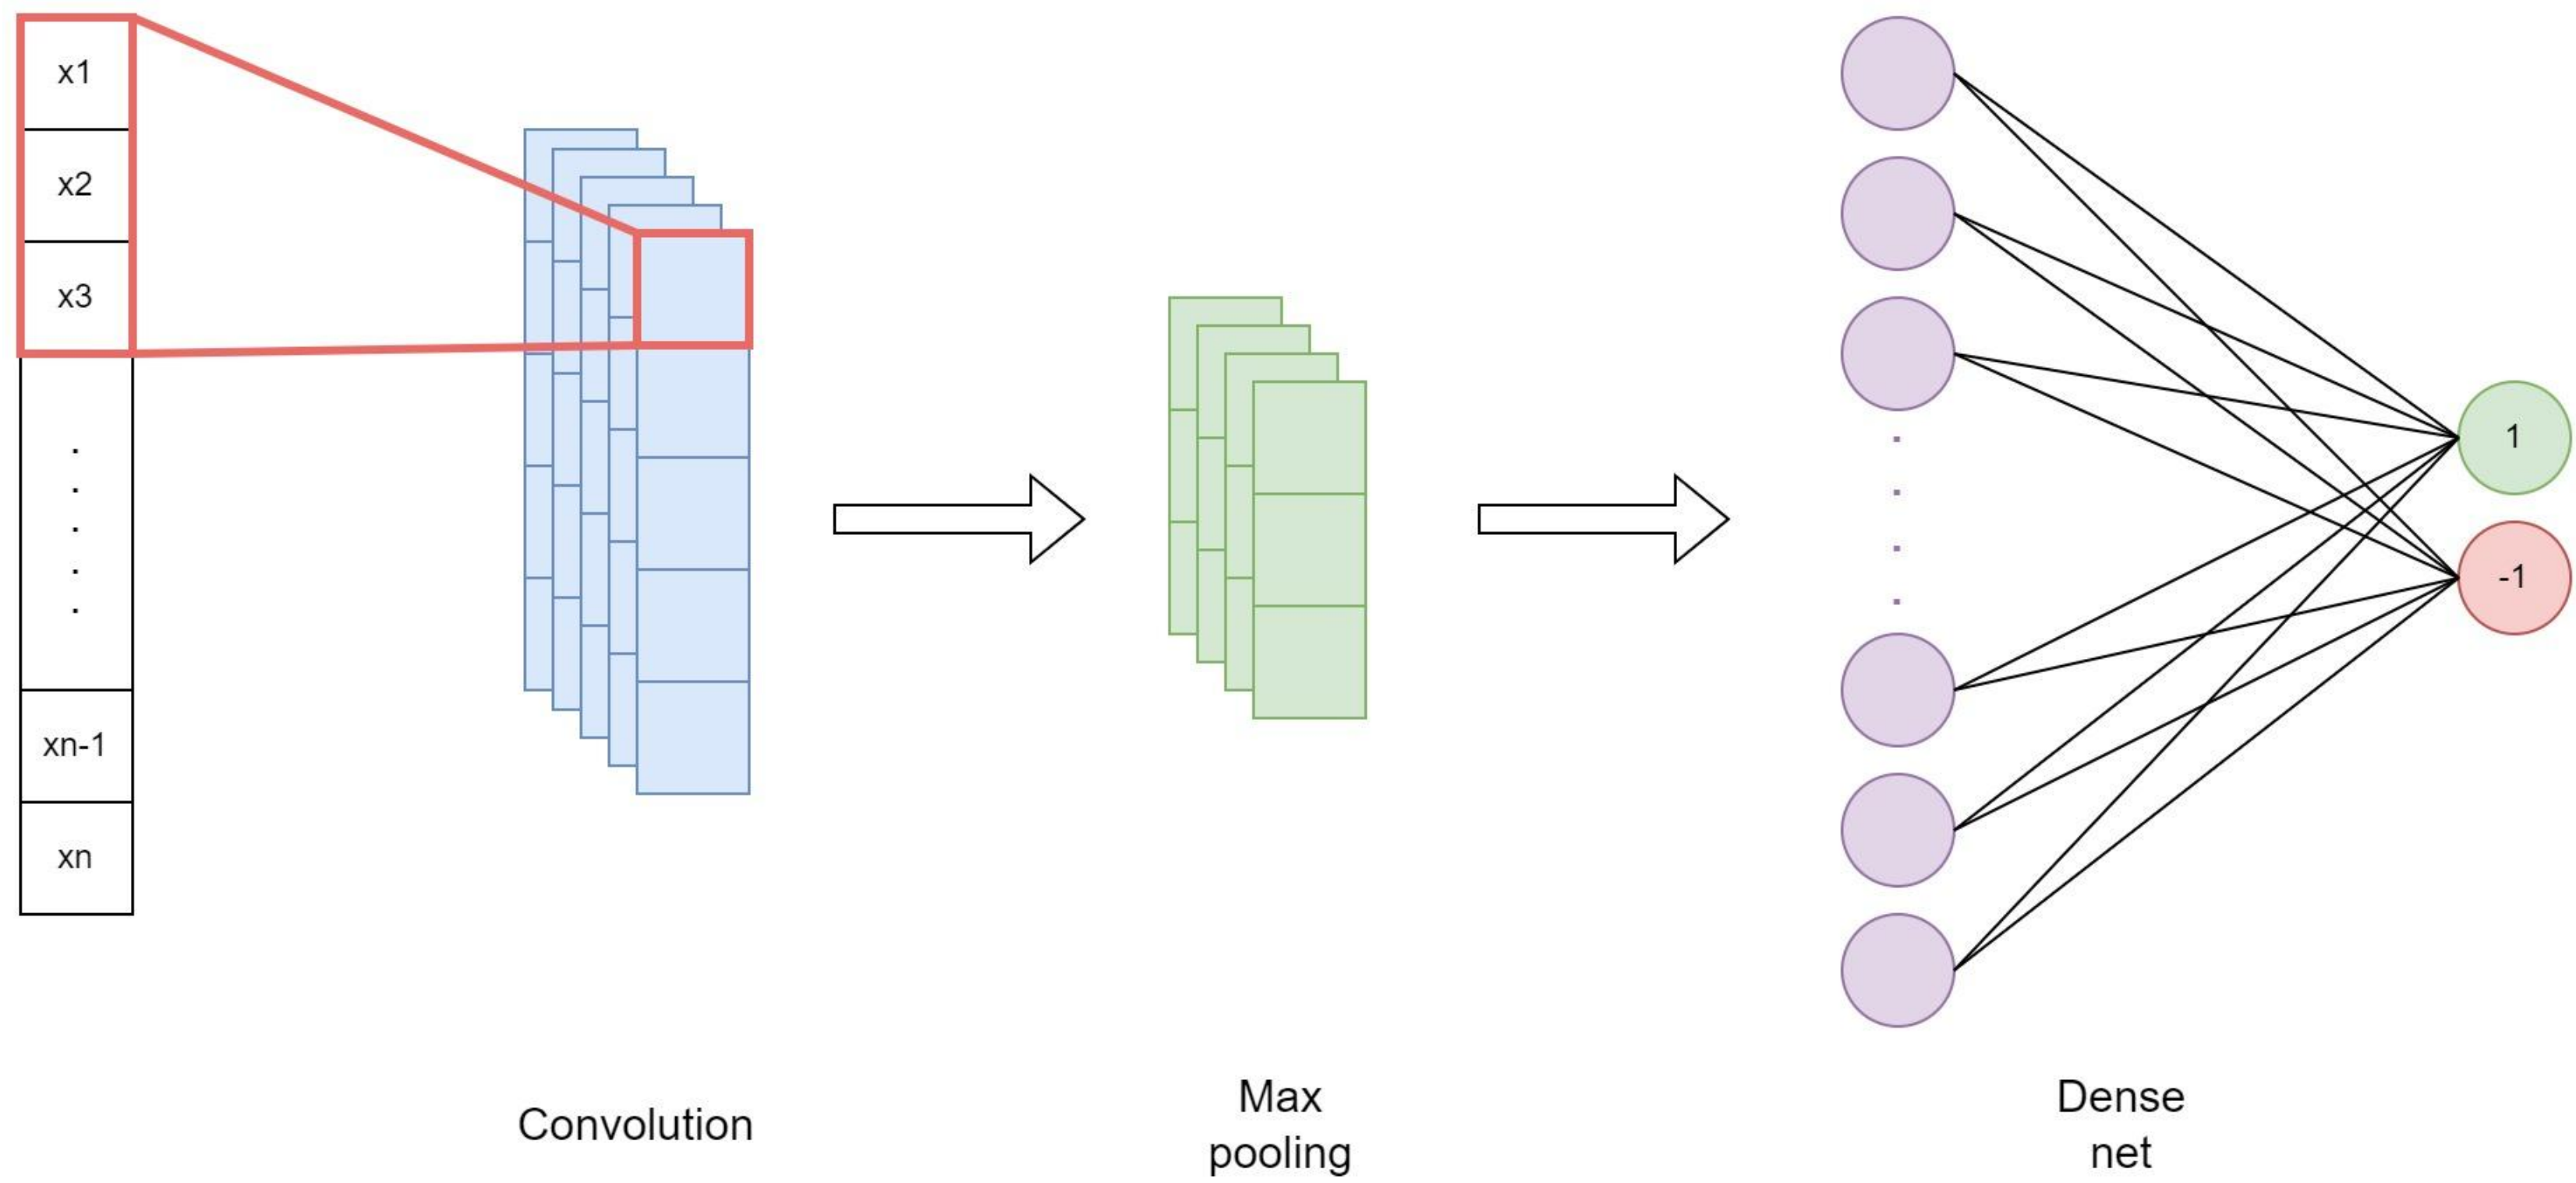 x1
x2
x3
.
.
.
.
.
xn-1
xn
1
-1
Convolution
Max
pooling
Dense
net